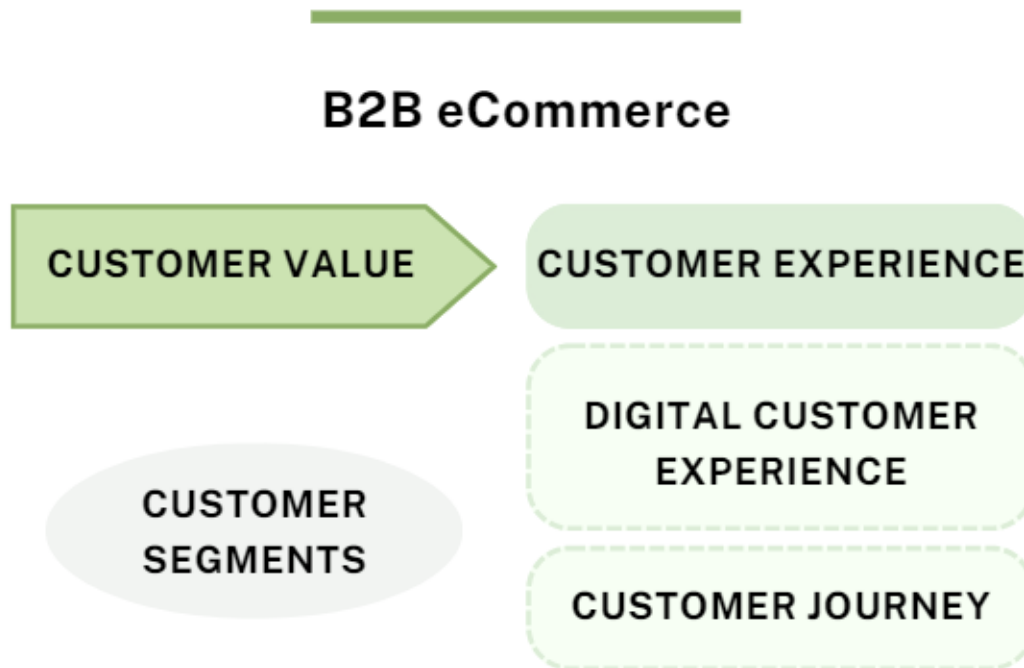 B2B eCommerce
CUSTOMER VALUE
CUSTOMER EXPERIENCE
DIGITAL CUSTOMER
EXPERIENCE
CUSTOMER
SEGMENTS
CUSTOMER JOURNEY